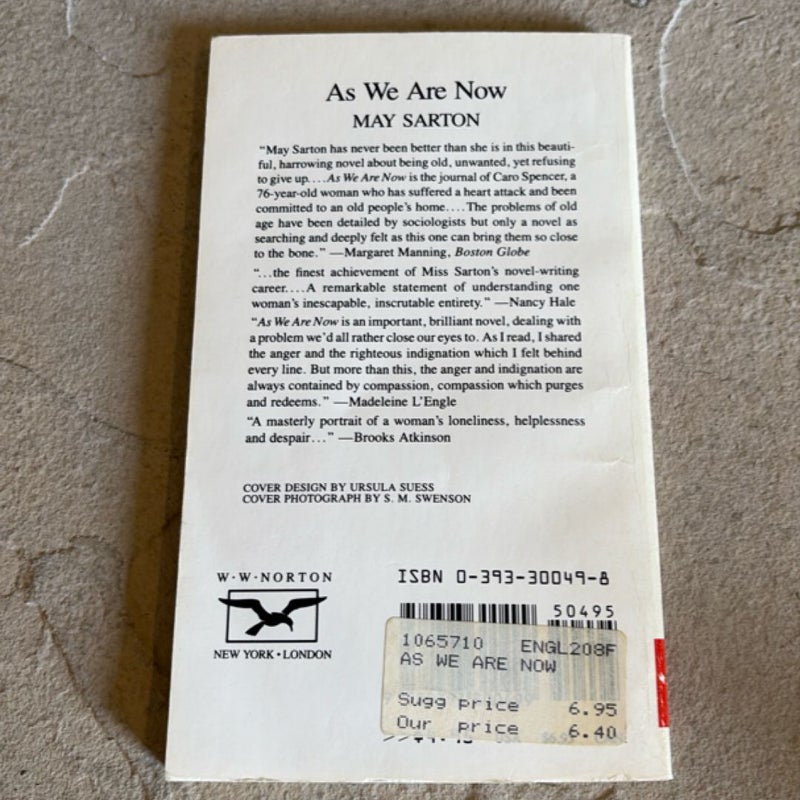 As We Are Now
MAY SARTON
“May Sarton has never been better than she is in this beauti-
ful, harrowing novel about being old, unwanted, yet refusing
to give up....As We Are Now is the journal of Caro Spencer, a
76-year-old woman who has suffered a heart attack and been
committed to an old people's home....The problems of old
age have been detailed by sociologists but only a novel as
searching and deeply felt as this one can bring them so close
to the bone.” —Margaret Manning, Boston Globe
“...the finest achievement of Miss Sarton's novel-writing
career....A remarkable statement of understanding one
woman's inescapable, inscrutable entirety.” —Nancy Hale
“As We Are Now is an important, brilliant novel, dealing with
a problem we'd all rather close our eyes to. As I read, I shared
the anger and the righteous indignation which I felt behind
every line. But more than this, the anger and indignation are
always contained by compassion, compassion which purges
and redeems.” —Madeleine L'Engle
“A masterly portrait of a woman's loneliness, helplessness
and despair...” —Brooks Atkinson
COVER DESIGN BY URSULA SUESS
COVER PHOTOGRAPH BY S. M. SWENSON
W·W·NORTON
NEW YORK • LONDON
ISBN 0-393-30049-8
50495
1065710 ENGL208F
AS WE ARE NOW
Sugg price 6.95
Our price 6.40